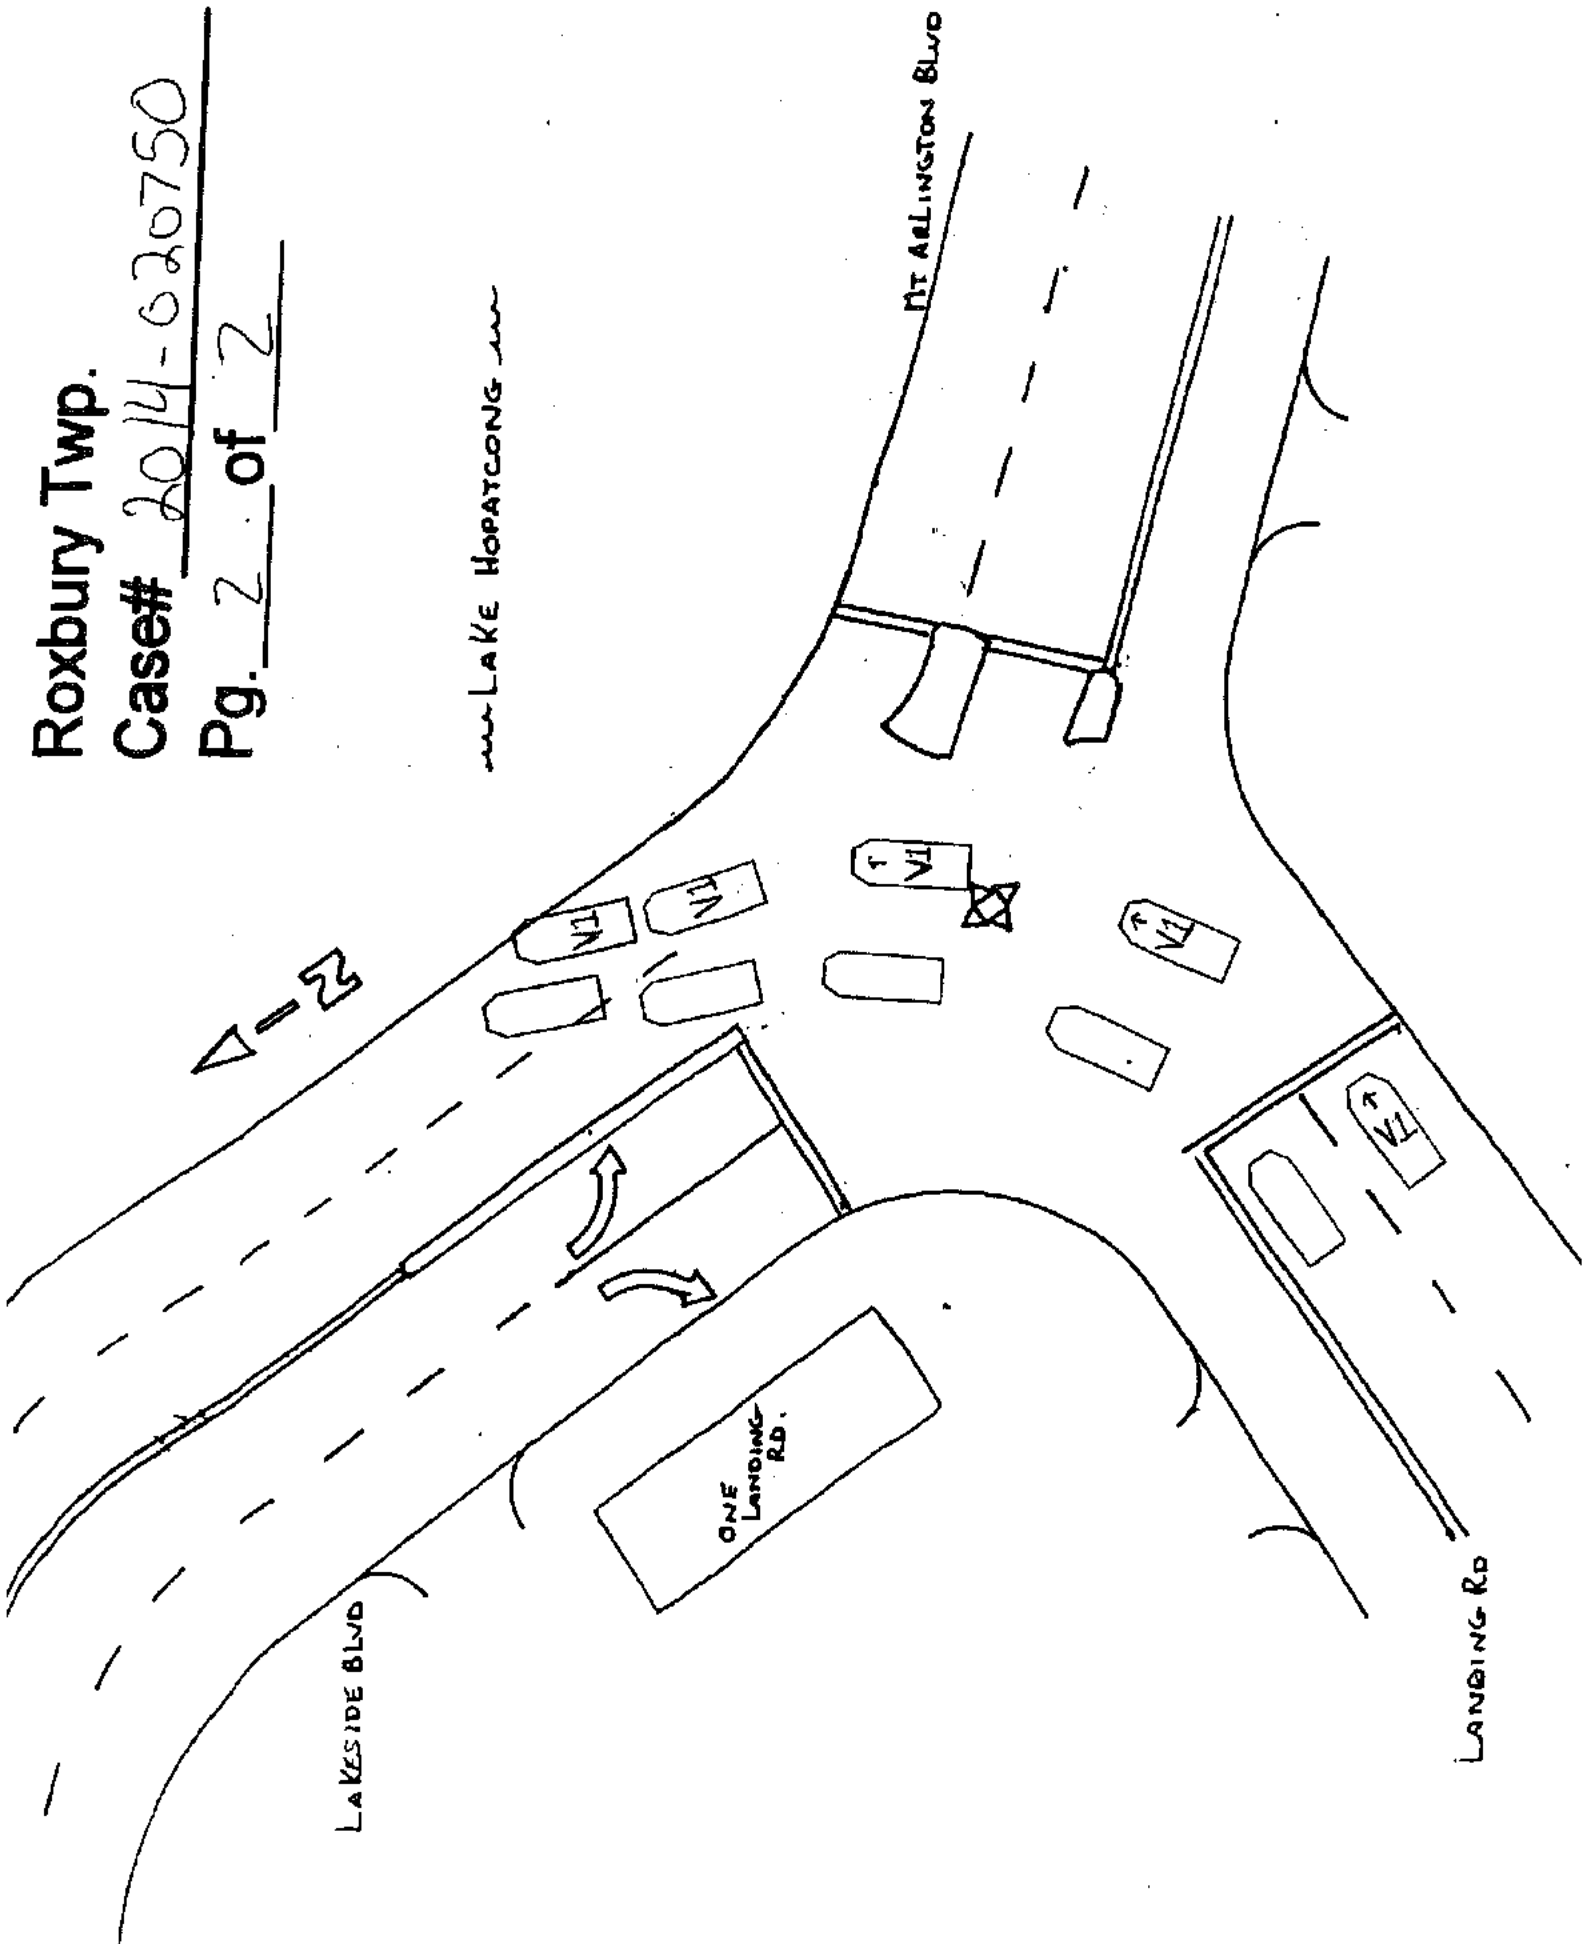 Roxbury Twp.
Case# 2014-020750
Pg. 2 of 2
LAKE HOPATCONG
MT ARLINGTON BLVD
N
V1
V1
V1
V1
V1
ONE
LANDING
RD.
LAKESIDE BLVD
LANDING RD